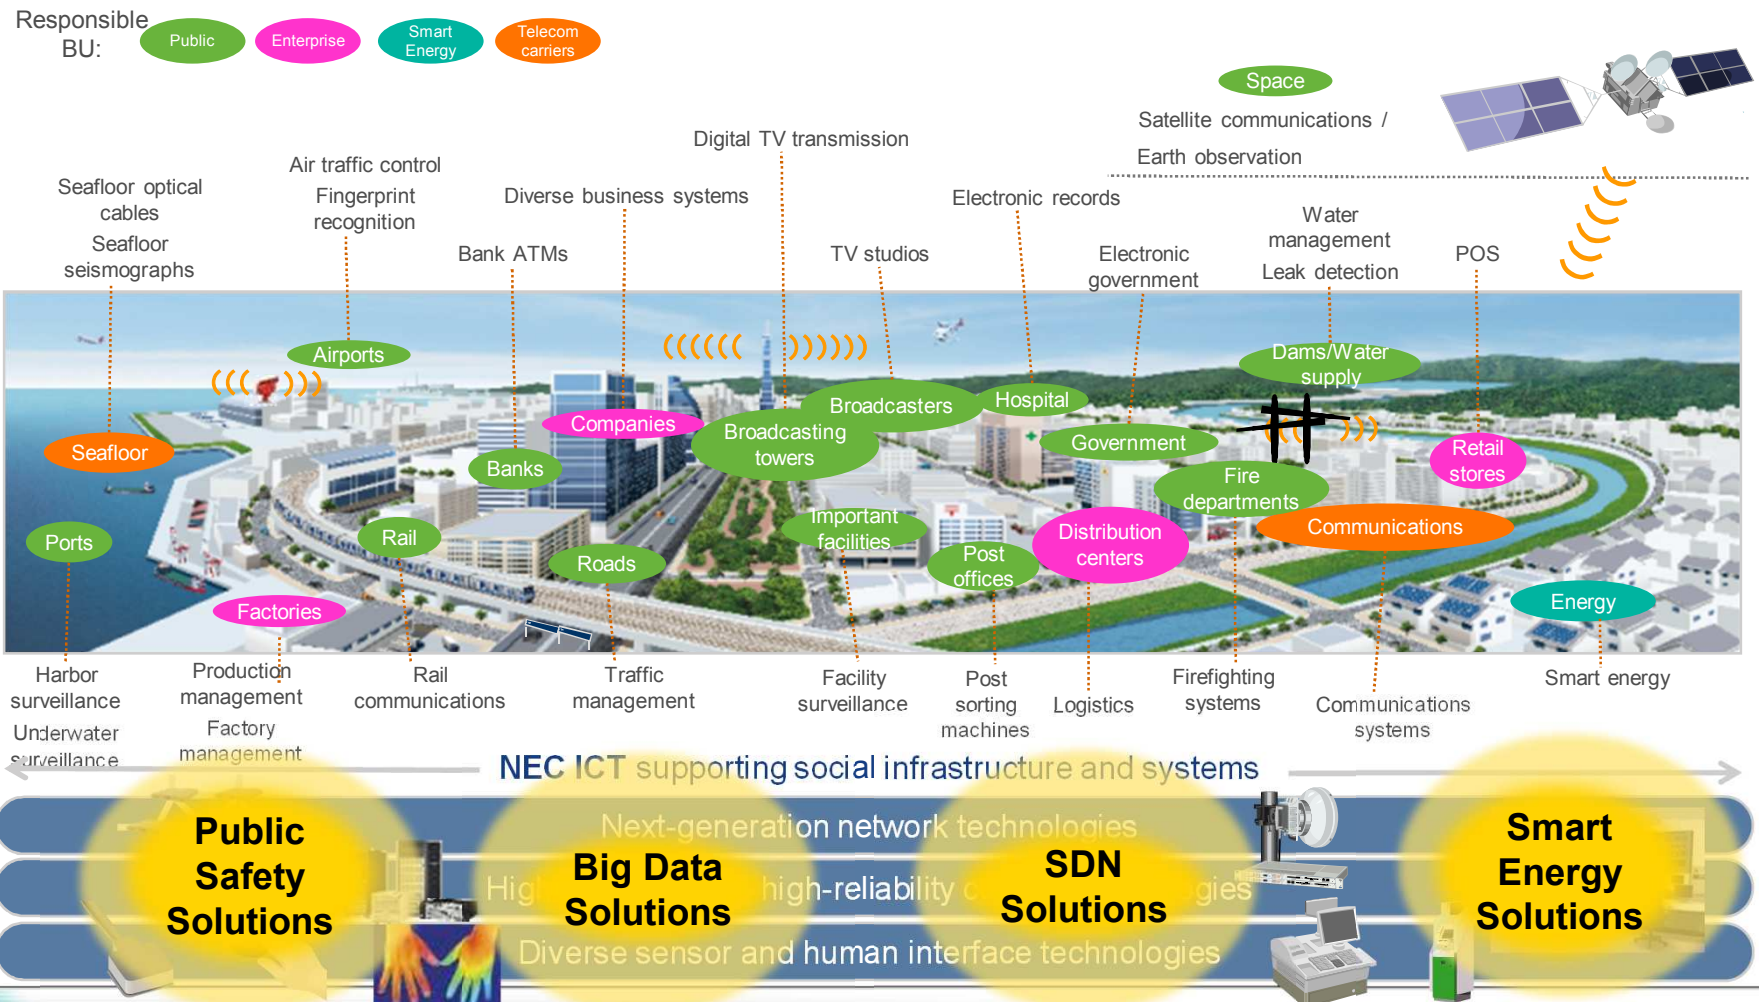 Responsible
BU:
Public
Enterprise
Smart
Energy
Telecom
carriers
Space
Satellite communications /
Earth observation
Digital TV transmission
Air traffic control
Fingerprint
recognition
Seafloor optical
cables
Seafloor
seismographs
Diverse business systems
Bank ATMs
TV studios
Electronic records
Electronic
government
Water
management
Leak detection
POS
Airports
Dams/Water
supply
Companies
Broadcasters
Hospital
Broadcasting
towers
Government
Seafloor
Banks
Retail
stores
Fire
departments
Ports
Rail
Important
facilities
Communications
Distribution
centers
Roads
Post
offices
Factories
Energy
Harbor
surveillance
Underwater
surveillance
Production
management
Factory
management
Rail
communications
Traffic
management
Facility
surveillance
Post
sorting
machines
Logistics
Firefighting
systems
Communications
systems
Smart energy
NEC ICT supporting social infrastructure and systems
Next-generation network technologies
high-reliability
Diverse sensor and human interface technologies
Public
Safety
Solutions
Big Data
Solutions
SDN
Solutions
Smart
Energy
Solutions